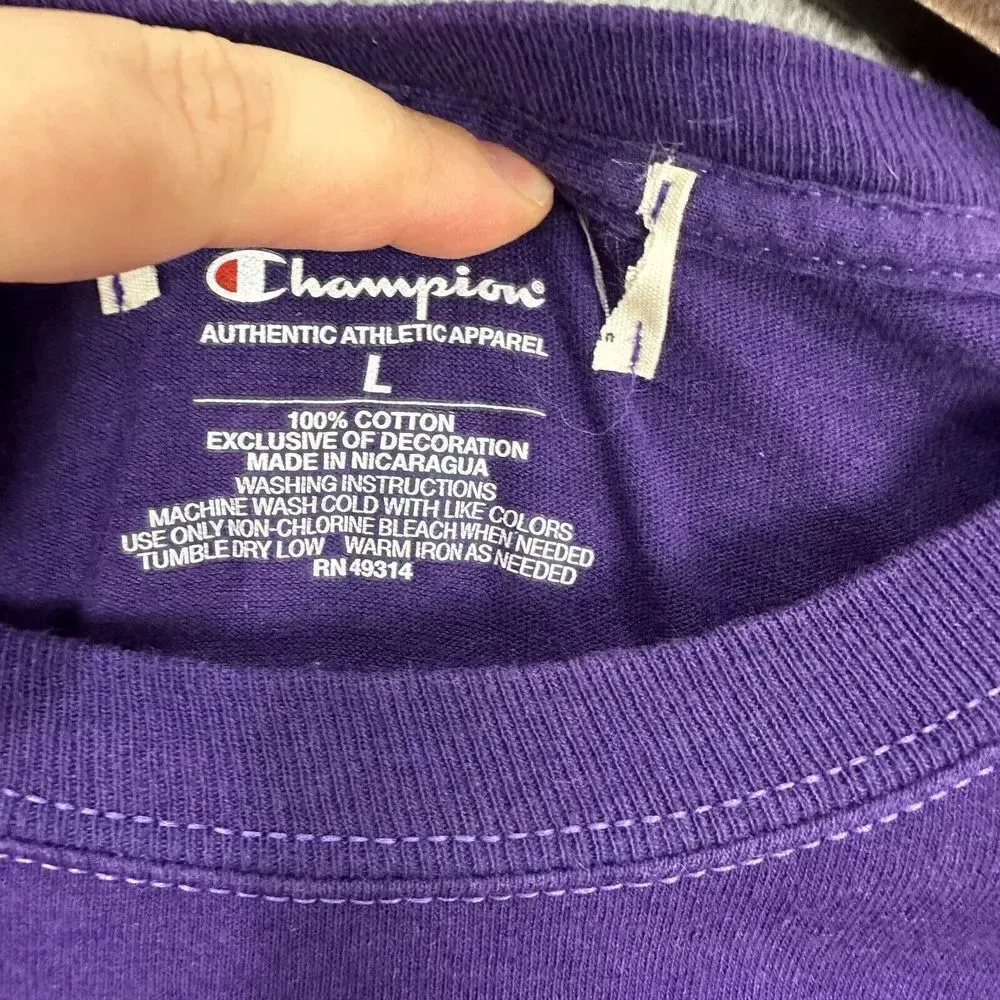 Champion®
AUTHENTIC ATHLETIC APPAREL
L
100% COTTON
EXCLUSIVE OF DECORATION
MADE IN NICARAGUA
WASHING INSTRUCTIONS
MACHINE WASH COLD WITH LIKE COLORS
USE ONLY NON-CHLORINE BLEACH WHEN NEEDED
TUMBLE DRY LOW WARM IRON AS NEEDED
RN 49314